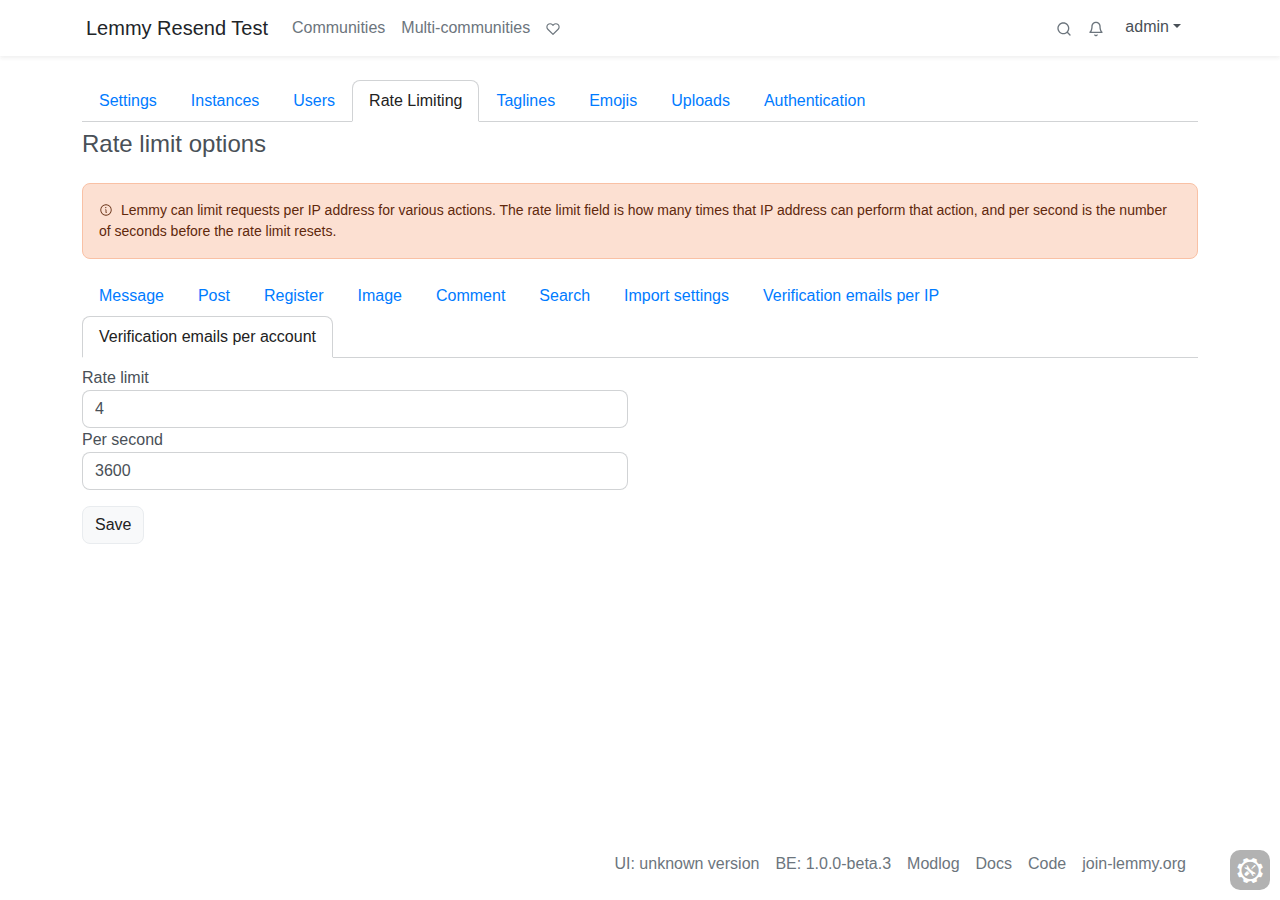 Lemmy Resend Test Communities Multi-communities admin
Settings Instances Users Rate Limiting Taglines Emojis Uploads Authentication
Rate limit options
Lemmy can limit requests per IP address for various actions. The rate limit field is how many times that IP address can perform that action, and per second is the number
of seconds before the rate limit resets.
Message Post Register Image Comment Search Import settings Verification emails per IP
Verification emails per account
Rate limit
4
Per second
3600
Save
UI: unknown version BE: 1.0.0-beta.3 Modlog Docs Code join-lemmy.org